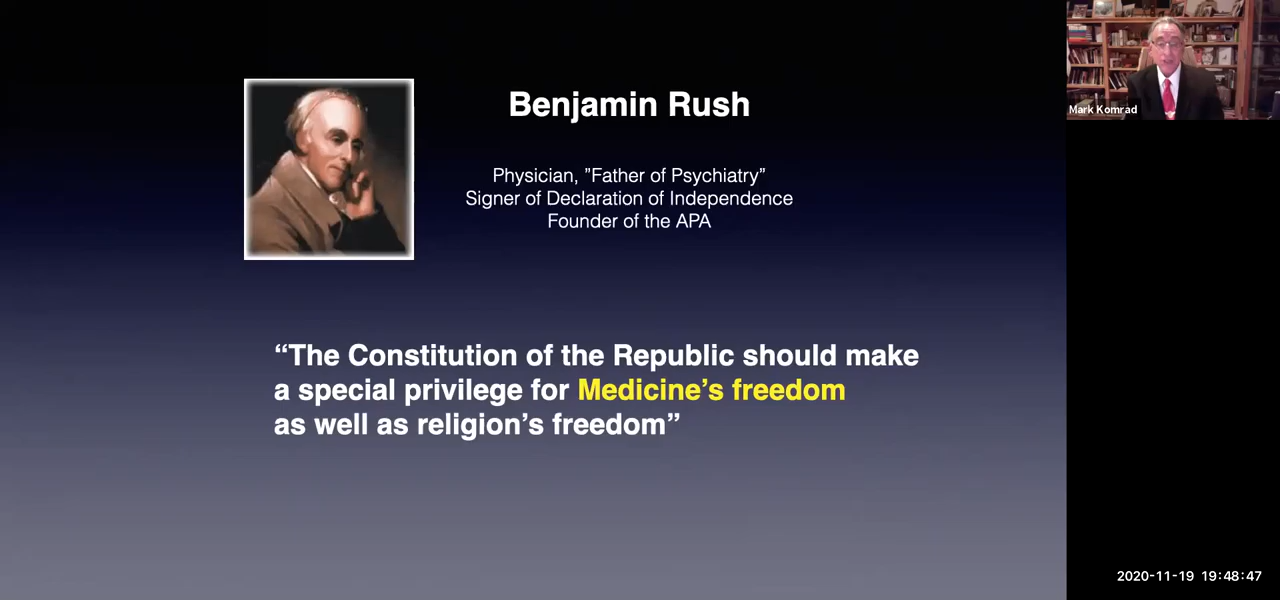 Benjamin Rush
Physician, ”Father of Psychiatry”
Signer of Declaration of Independence
Founder of the APA
“The Constitution of the Republic should make
a special privilege for Medicine’s freedom
as well as religion’s freedom”
Mark Komrad
2020-11-19 19:48:47